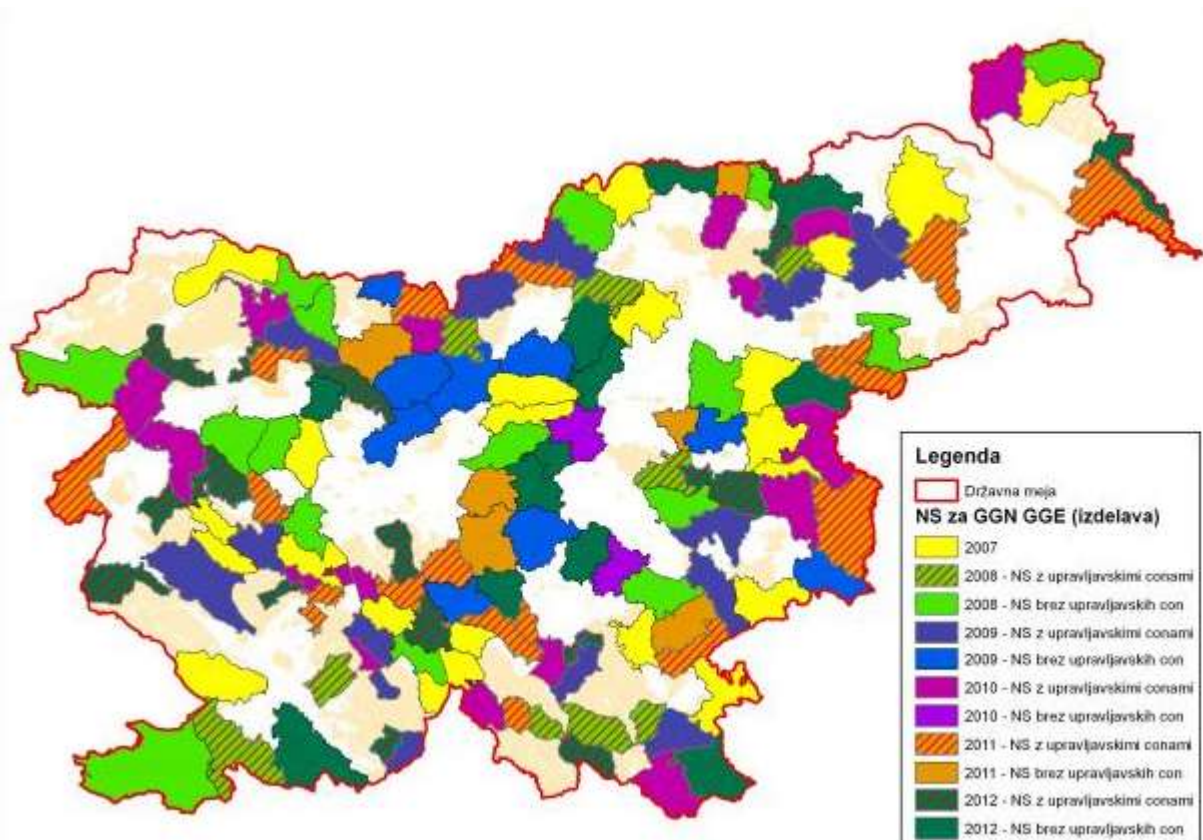 Legenda
Državna meja
NS za GGN GGE (izdelava)
2007
2008 - NS z upravljavskimi conami
2008 - NS brez upravljavskih con
2009 - NS z upravljavskimi conami
2009 - NS brez upravljavskih con
2010 - NS z upravljavskimi conami
2010 - NS brez upravljavskih con
2011 - NS z upravljavskimi conami
2011 - NS brez upravljavskih con
2012 - NS z upravljavskimi conami
2012 - NS brez upravljavskih con